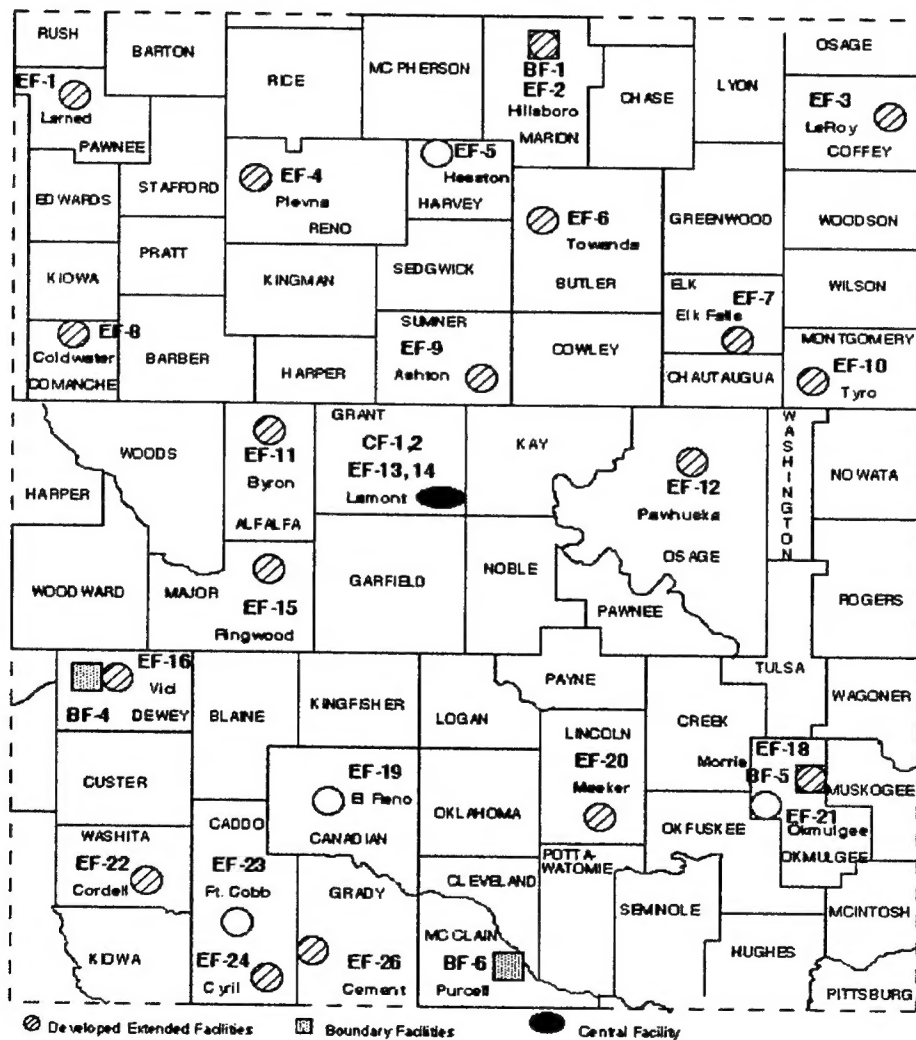 RUSH
BARTON
RICE
MC PHERSON
BF-1
EF-2
Hillsboro
MARION
CHASE
LYON
OSAGE
EF-1
Larned
PAWNEE
EF-3
LeRoy
COFFEY
EDWARDS
STAFFORD
EF-4
Plevna
RENO
EF-5
Hesston
HARVEY
EF-6
Towanda
BUTLER
GREENWOOD
WOODSON
KIOWA
PRATT
KINGMAN
SEDGWICK
ELK
EF-7
Elk Falls
WILSON
EF-8
Coldwater
COMANCHE
BARBER
HARPER
SUMNER
EF-9
Ashton
COWLEY
CHAUTAUGUA
MONTGOMERY
EF-10
Tyro
HARPER
WOODS
EF-11
Byron
ALFALFA
GRANT
CF-1,2
EF-13, 14
Lamont
KAY
EF-12
Pawhuska
OSAGE
WASHINGTON
NOWATA
WOODWARD
MAJOR
EF-15
Ringwood
GARFIELD
NOBLE
PAWNEE
ROGERS
EF-16
Vici
BF-4
DEWEY
BLAINE
KINGFISHER
LOGAN
PAYNE
CREEK
TULSA
WAGONER
CUSTER
EF-19
El Reno
CANADIAN
OKLAHOMA
LINCOLN
EF-20
Meeker
Morris
EF-18
BF-5
MUSKOGEE
EF-21
Okmulgee
OKMULGEE
WASHITA
EF-22
Cordell
CADDO
EF-23
Ft. Cobb
GRADY
CLEVELAND
POTTA-
WATOMIE
OKFUSKEE
SEMINOLE
MCINTOSH
KIOWA
EF-24
Cyril
EF-26
Cement
MC CLAIN
BF-6
Purcell
HUGHES
PITTSBURG
Developed Extended Facilities
Boundary Facilities
Central Facility